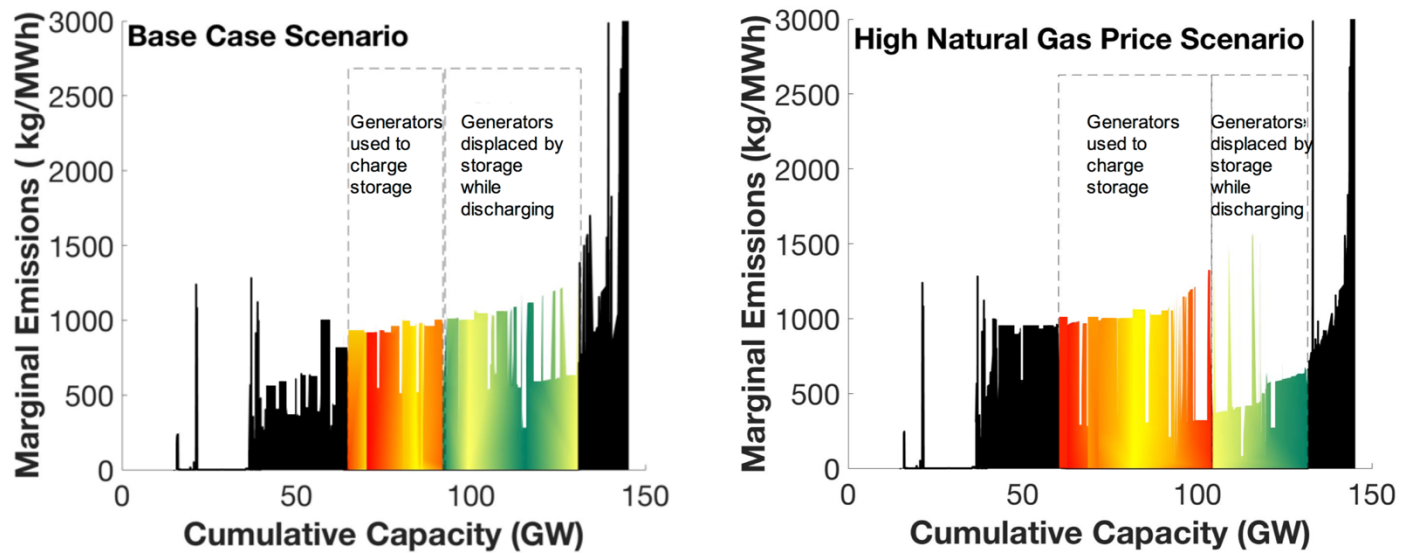 Base Case Scenario
Marginal Emissions ( kg/MWh)
3000
2500
2000
1500
1000
500
0
Generators
used to
charge
storage
Generators
displaced by
storage
while
discharging
0
50
100
150
Cumulative Capacity (GW)
High Natural Gas Price Scenario
Marginal Emissions (kg/MWh)
3000
2500
2000
1500
1000
500
0
Generators
used to
charge
storage
Generators
displaced by
storage
while
discharging
0
50
100
150
Cumulative Capacity (GW)